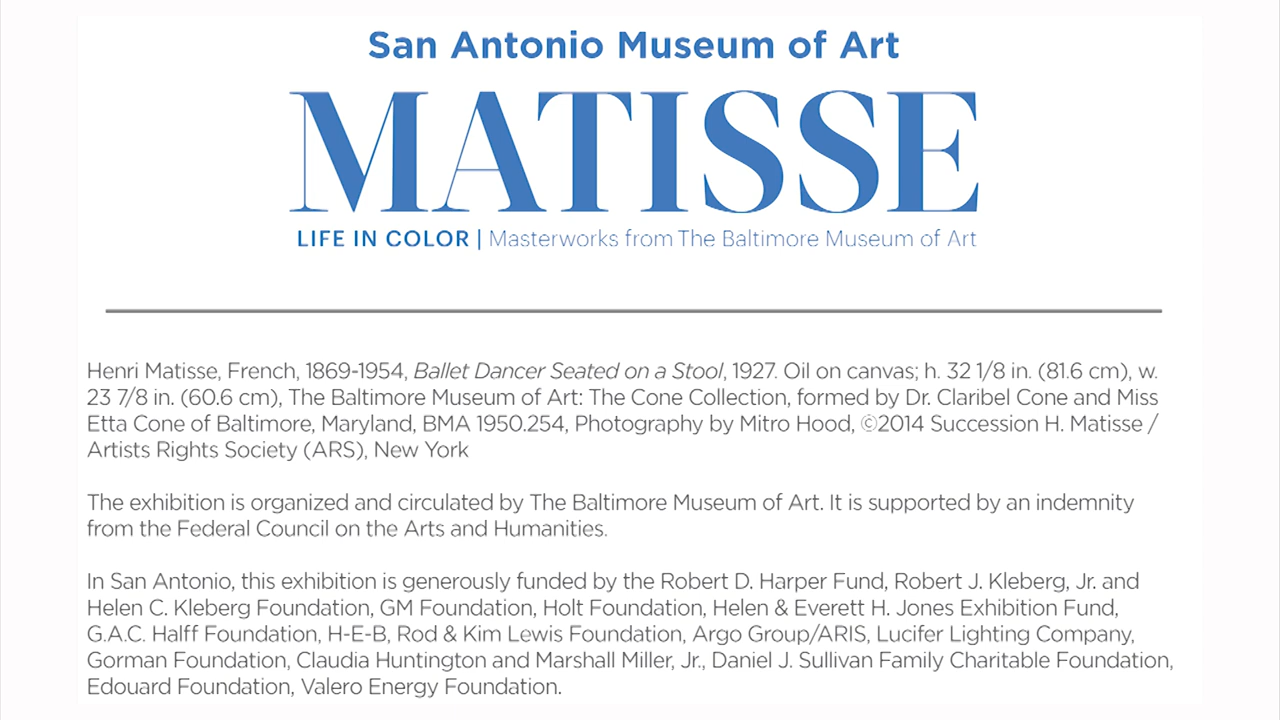 San Antonio Museum of Art
MATISSE
LIFE IN COLOR | Masterworks from The Baltimore Museum of Art
Henri Matisse, French, 1869-1954, Ballet Dancer Seated on a Stool, 1927. Oil on canvas; h. 32 1/8 in. (81.6 cm), w.
23 7/8 in. (60.6 cm), The Baltimore Museum of Art: The Cone Collection, formed by Dr. Claribel Cone and Miss
Etta Cone of Baltimore, Maryland, BMA 1950.254, Photography by Mitro Hood, ©2014 Succession H. Matisse /
Artists Rights Society (ARS), New York
The exhibition is organized and circulated by The Baltimore Museum of Art. It is supported by an indemnity
from the Federal Council on the Arts and Humanities.
In San Antonio, this exhibition is generously funded by the Robert D. Harper Fund, Robert J. Kleberg, Jr. and
Helen C. Kleberg Foundation, GM Foundation, Holt Foundation, Helen & Everett H. Jones Exhibition Fund,
G.A.C. Halff Foundation, H-E-B, Rod & Kim Lewis Foundation, Argo Group/ARIS, Lucifer Lighting Company,
Gorman Foundation, Claudia Huntington and Marshall Miller, Jr., Daniel J. Sullivan Family Charitable Foundation,
Edouard Foundation, Valero Energy Foundation.